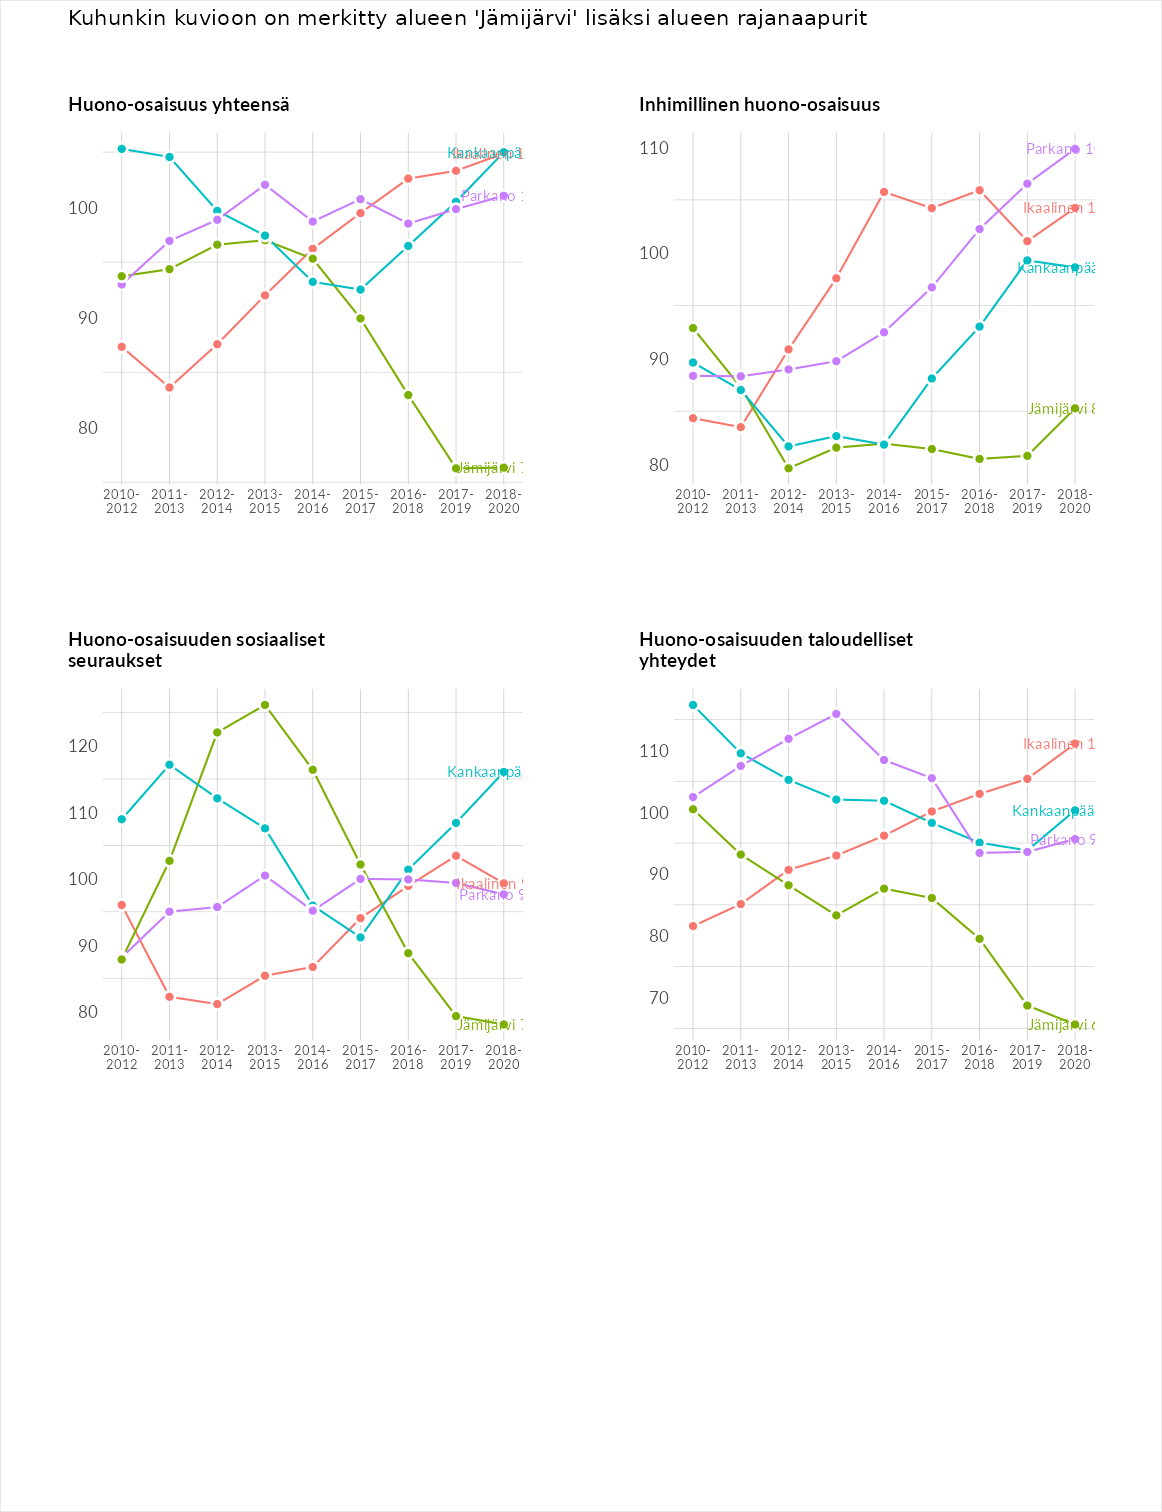 Kuhunkin kuvioon on merkitty alueen 'Jämijärvi' lisäksi alueen rajanaapurit
Huono-osaisuus yhteensä
100
90
80
Parkano
Jämijärvi
2010- 2011- 2012- 2013- 2014- 2015- 2016- 2017- 2018-
2012 2013 2014 2015 2016 2017 2018 2019 2020
Inhimillinen huono-osaisuus
110
100
90
80
Parkano
Ikaalinen
Kankaanpää
Jämijärvi
2010- 2011- 2012- 2013- 2014- 2015- 2016- 2017- 2018-
2012 2013 2014 2015 2016 2017 2018 2019 2020
Huono-osaisuuden sosiaaliset
seuraukset
120
110
100
90
80
Kankaanpä
Ikaalinen
Parkano
Jämijärvi
2010- 2011- 2012- 2013- 2014- 2015- 2016- 2017- 2018-
2012 2013 2014 2015 2016 2017 2018 2019 2020
Huono-osaisuuden taloudelliset
yhteydet
110
100
90
80
70
Ikaalinen
Kankaanpää
Parkano
Jämijärvi
2010- 2011- 2012- 2013- 2014- 2015- 2016- 2017- 2018-
2012 2013 2014 2015 2016 2017 2018 2019 2020